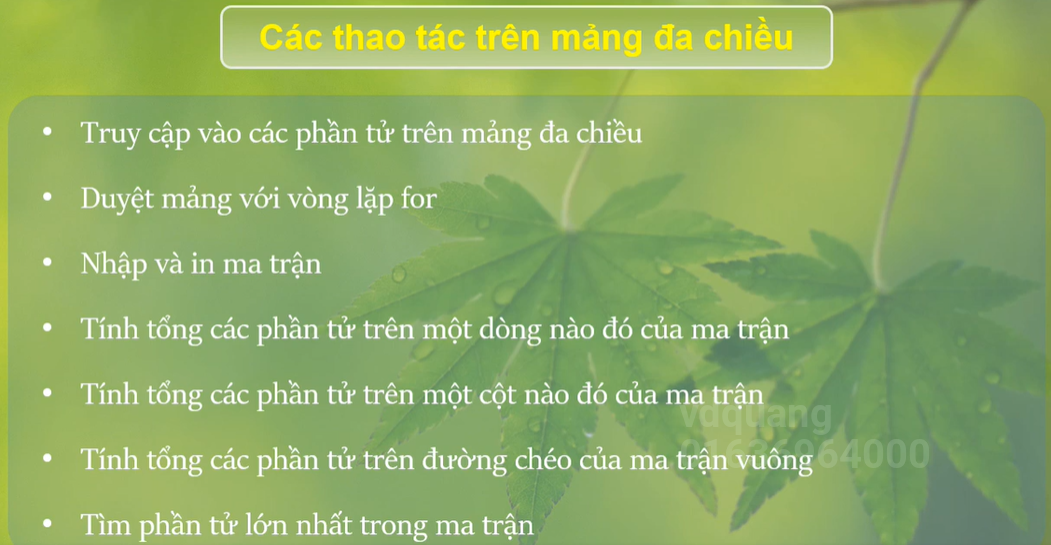 Các thao tác trên mảng đa chiều
• Truy cập vào các phần tử trên mảng đa chiều
• Duyệt mảng với vòng lặp for
• Nhập và in ma trận
• Tính tổng các phần tử trên một dòng nào đó của ma trận
• Tính tổng các phần tử trên một cột nào đó của ma trận
vdquang
• Tính tổng các phần tử trên đường chéo của ma trận vuông
• Tìm phần tử lớn nhất trong ma trận